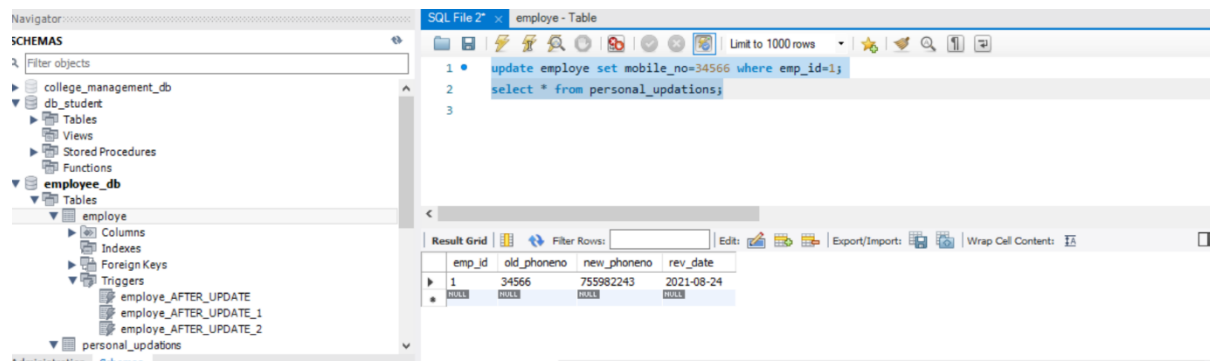 Navigator
SCHEMAS
Filter objects
college_management_db
db_student
Tables
Views
Stored Procedures
Functions
employee_db
Tables
employe
Columns
Indexes
Foreign Keys
Triggers
employe_AFTER_UPDATE
employe_AFTER_UPDATE_1
employe_AFTER_UPDATE_2
personal_updations
SQL File 2* employe - Table
Limit to 1000 rows
1 update employe set mobile_no=34566 where emp_id=1;
2 select * from personal_updations;
3
Result Grid Filter Rows: Edit: Export/Import: Wrap Cell Content:
emp_id old_phoneno new_phoneno rev_date
1 34566 755982243 2021-08-24
NULL NULL NULL NULL